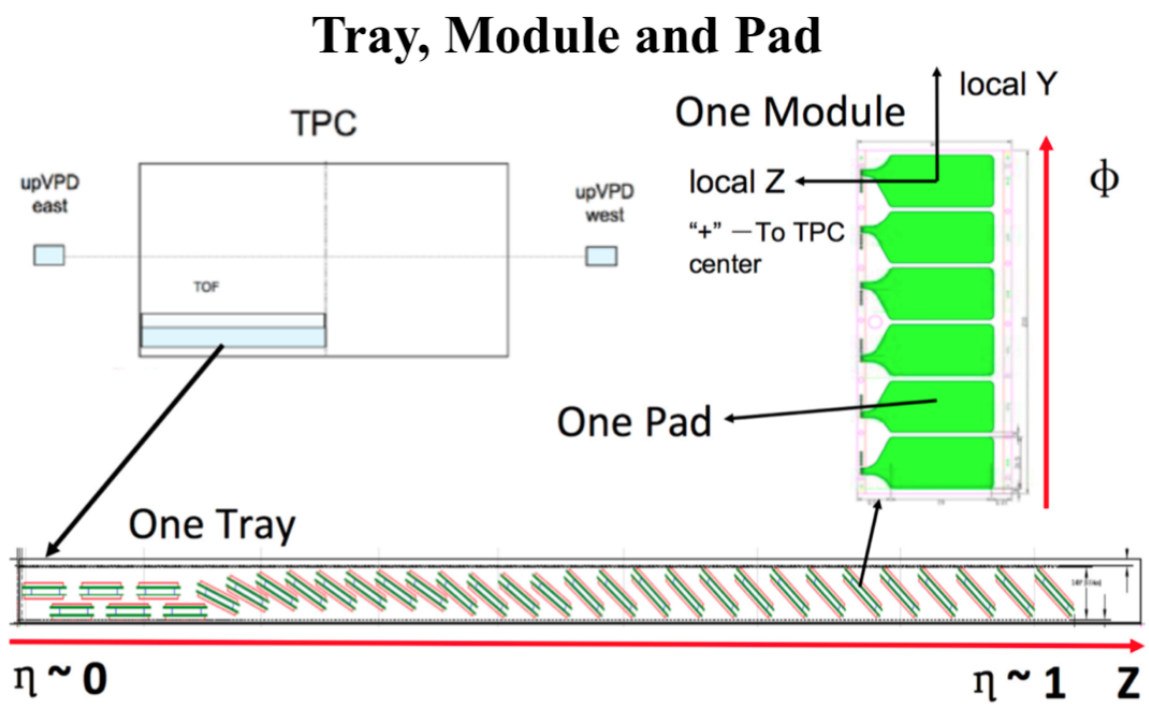 Tray, Module and Pad
TPC
upVPD
east
TOF
upVPD
west
One Module
local Y
local Z
“+” —To TPC
center
ϕ
One Pad
One Tray
η ~ 0
η ~ 1
Z